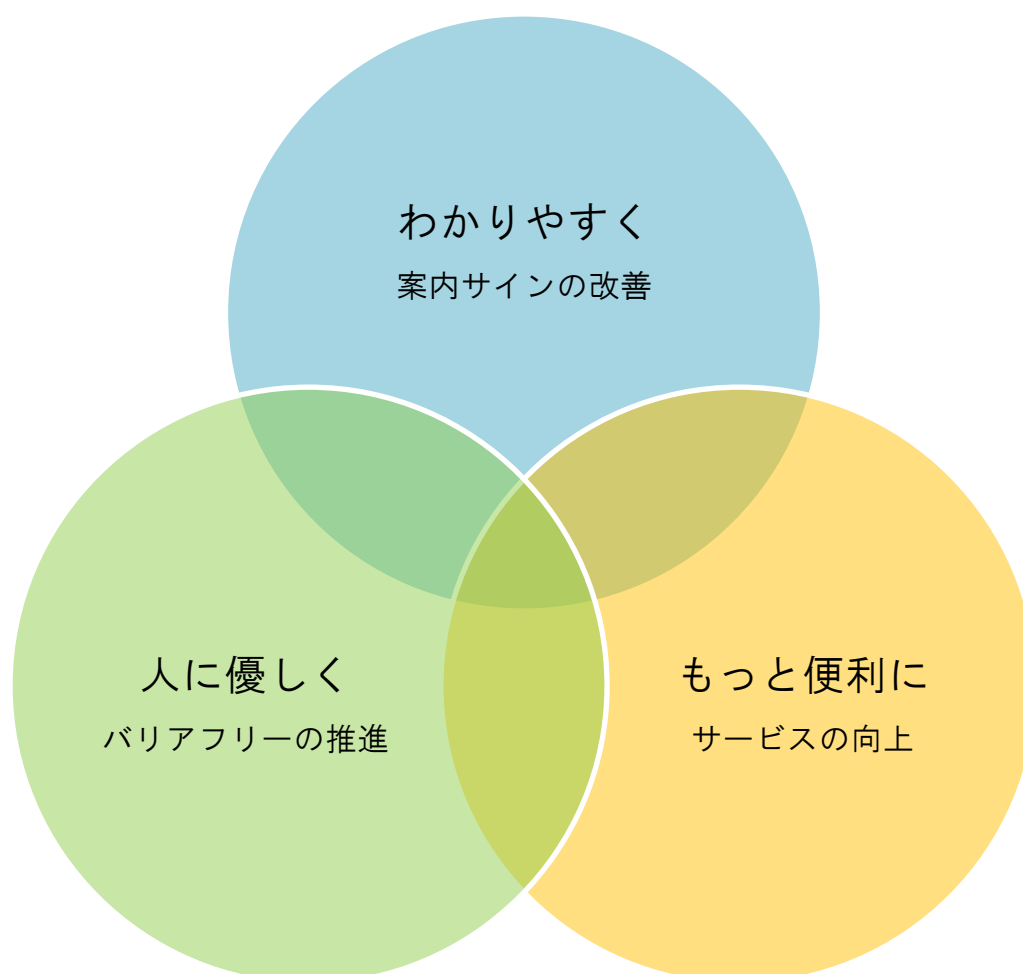 わかりやすく
案内サインの改善
人に優しく
バリアフリーの推進
もっと便利に
サービスの向上